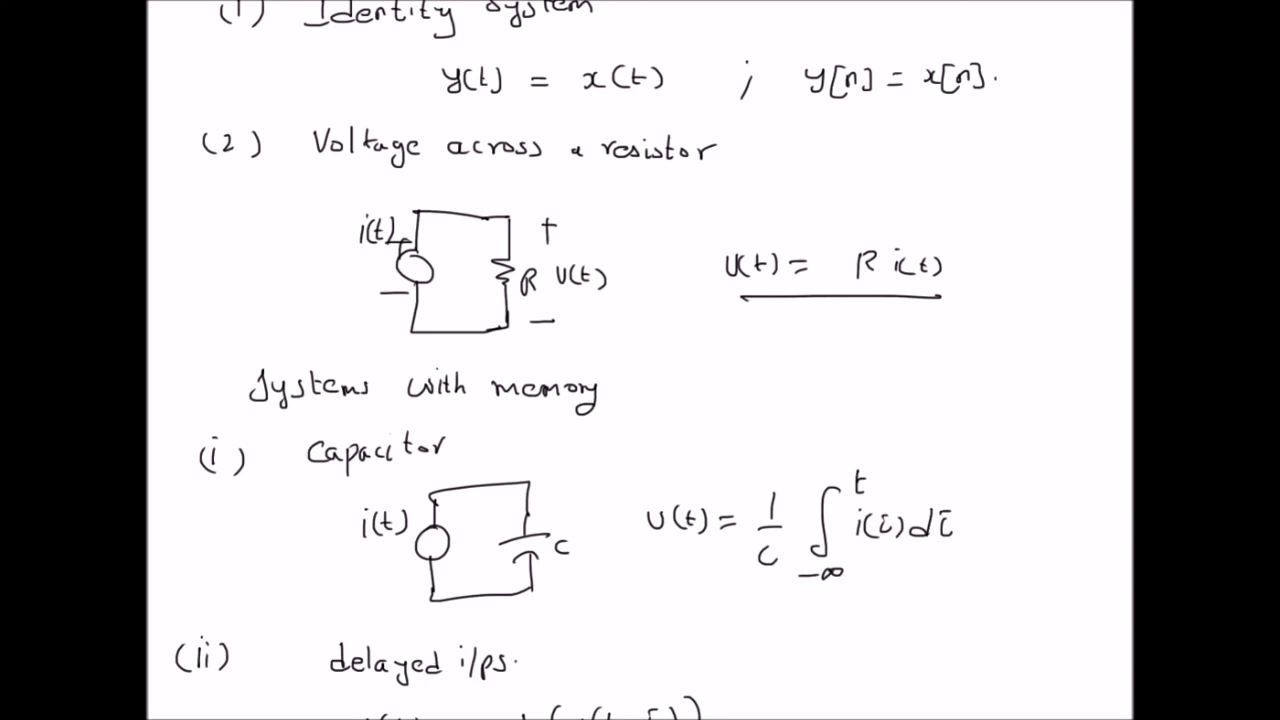 (1) Identity System
y(t) = x(t) ; y[n] = x[n].
(2) Voltage across a resistor
i(t)
+
R v(t)
−
v(t) = R i(t)
Systems with memory
(i) Capacitor
i(t)
C
v(t) = 1/C ∫_{-∞}^{t} i(τ)dτ
(ii) delayed i/ps.